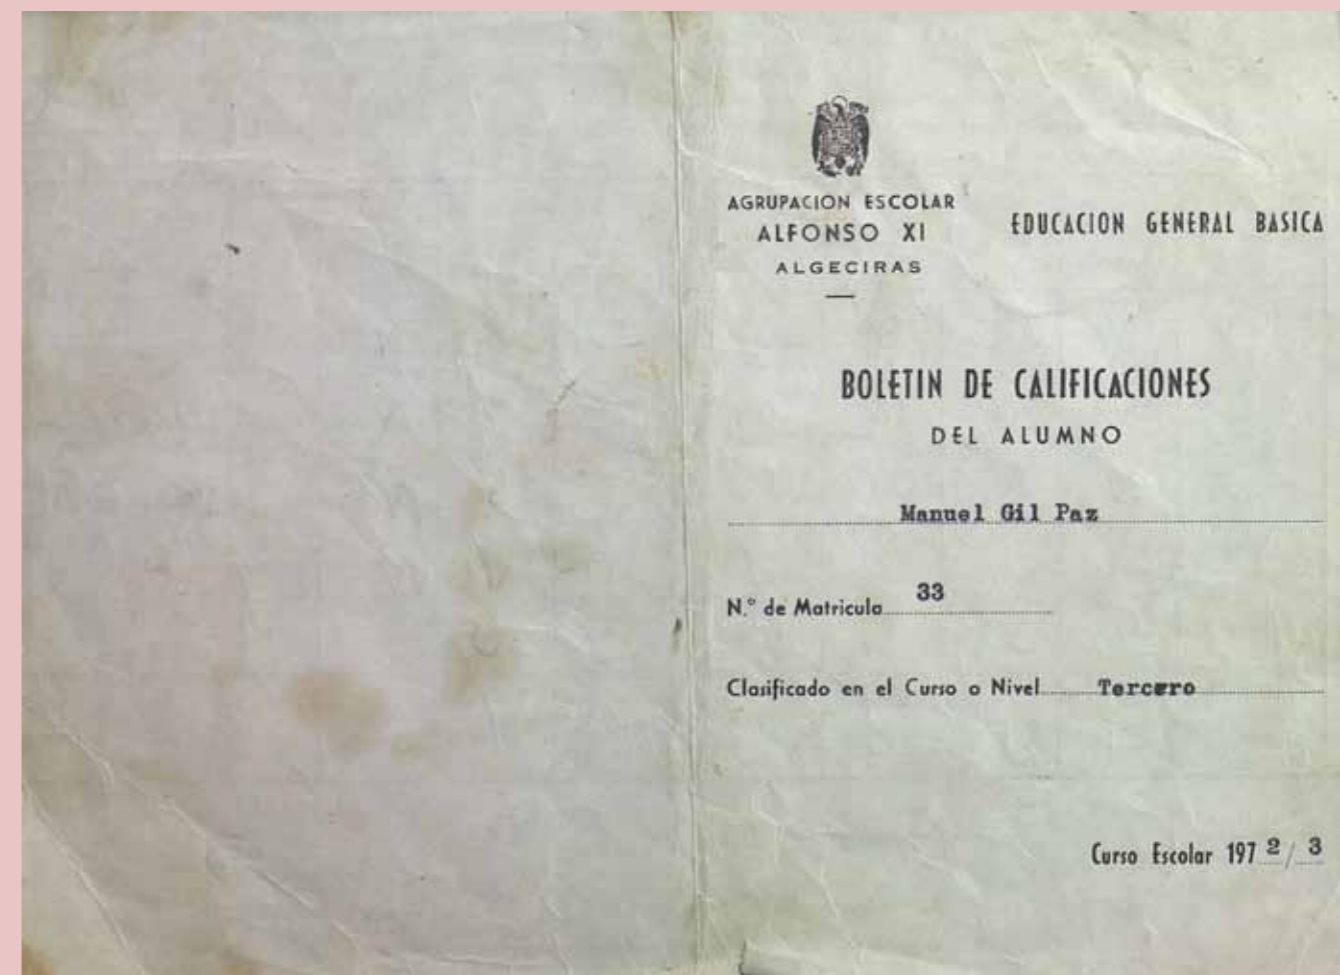 AGRUPACION ESCOLAR
ALFONSO XI
ALGECIRAS
EDUCACION GENERAL BASICA
BOLETIN DE CALIFICACIONES
DEL ALUMNO
Manuel Gil Paz
N.º de Matricula 33
Clasificado en el Curso o Nivel Tercero
Curso Escolar 197 2 / 3